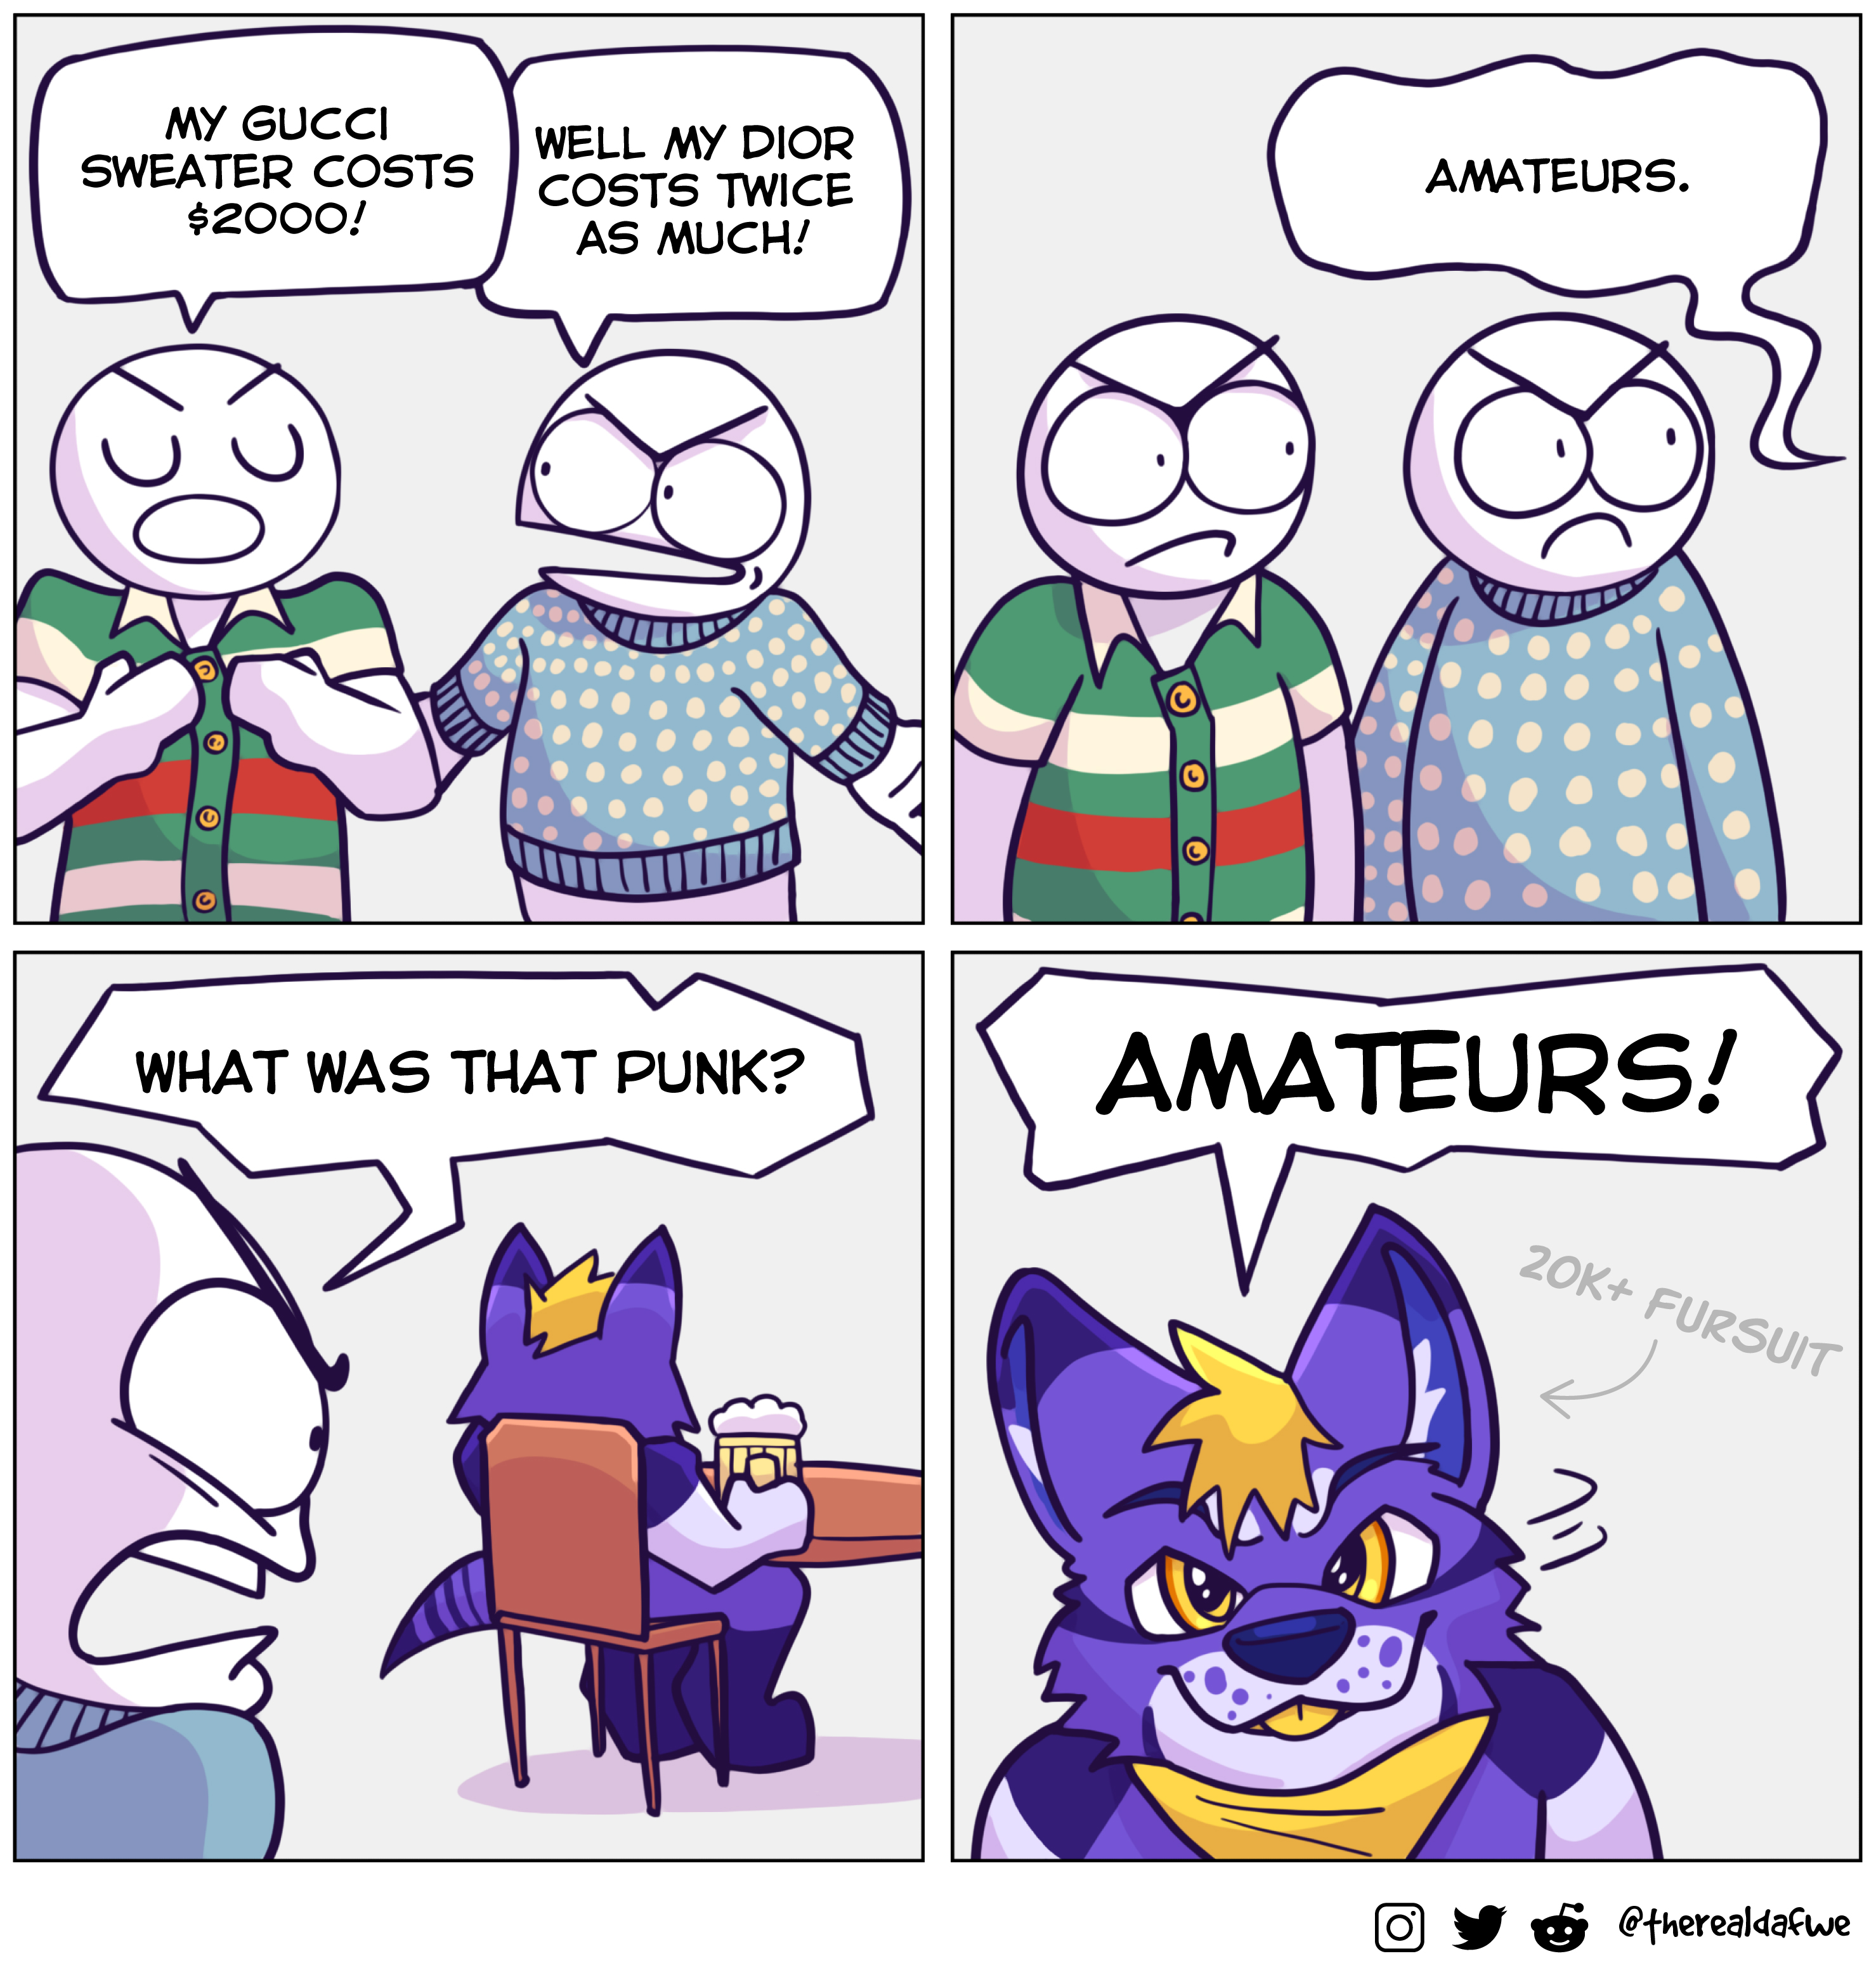 MY GUCCI
SWEATER COSTS
$2000!
WELL MY DIOR
COSTS TWICE
AS MUCH!
AMATEURS.
WHAT WAS THAT PUNK?
AMATEURS!
20K+ FURSUIT
@therealdafwe